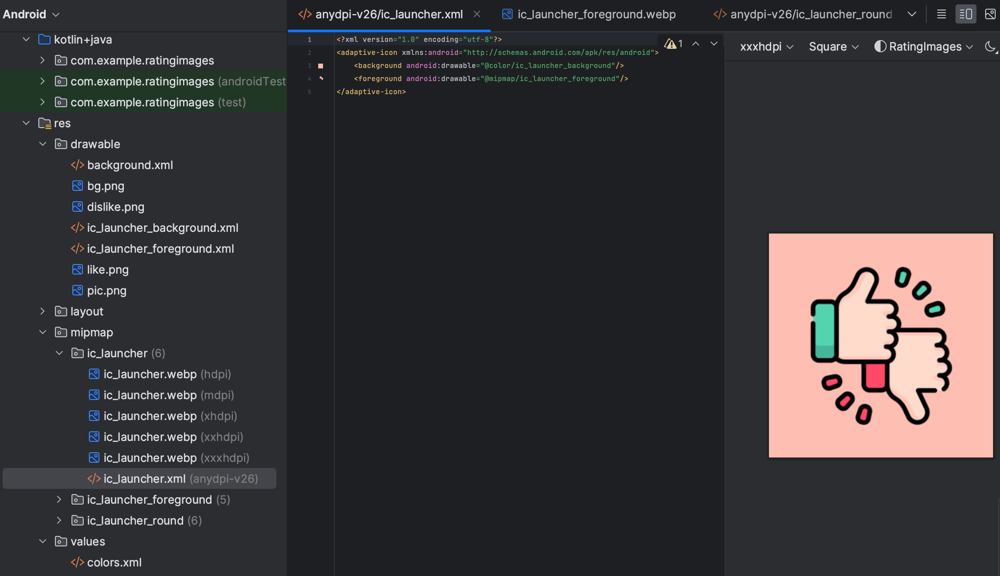 Android
kotlin+java
com.example.ratingimages
com.example.ratingimages (androidTest
com.example.ratingimages (test)
res
drawable
background.xml
bg.png
dislike.png
ic_launcher_background.xml
ic_launcher_foreground.xml
like.png
pic.png
layout
mipmap
ic_launcher (6)
ic_launcher.webp (hdpi)
ic_launcher.webp (mdpi)
ic_launcher.webp (xhdpi)
ic_launcher.webp (xxhdpi)
ic_launcher.webp (xxxhdpi)
ic_launcher.xml (anydpi-v26)
ic_launcher_foreground (5)
ic_launcher_round (6)
values
colors.xml
anydpi-v26/ic_launcher.xml
ic_launcher_foreground.webp
anydpi-v26/ic_launcher_round.
1 <?xml version="1.0" encoding="utf-8"?>
2 <adaptive-icon xmlns:android="http://schemas.android.com/apk/res/android">
3 <background android:drawable="@color/ic_launcher_background"/>
4 <foreground android:drawable="@mipmap/ic_launcher_foreground"/>
5 </adaptive-icon>
1
xxxhdpi
Square
RatingImages